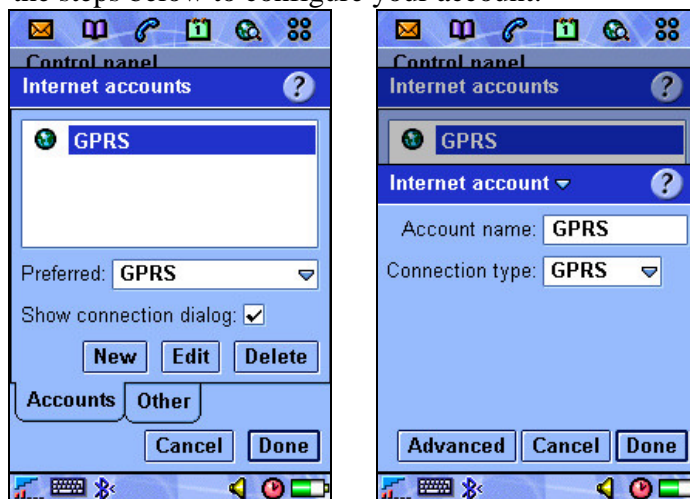 the steps below to configure your account.
1
Control panel
Internet accounts
?
GPRS
Preferred: GPRS
Show connection dialog:
New Edit Delete
Accounts Other
Cancel Done
1
Control panel
Internet accounts
?
GPRS
Internet account
?
Account name: GPRS
Connection type: GPRS
Advanced Cancel Done